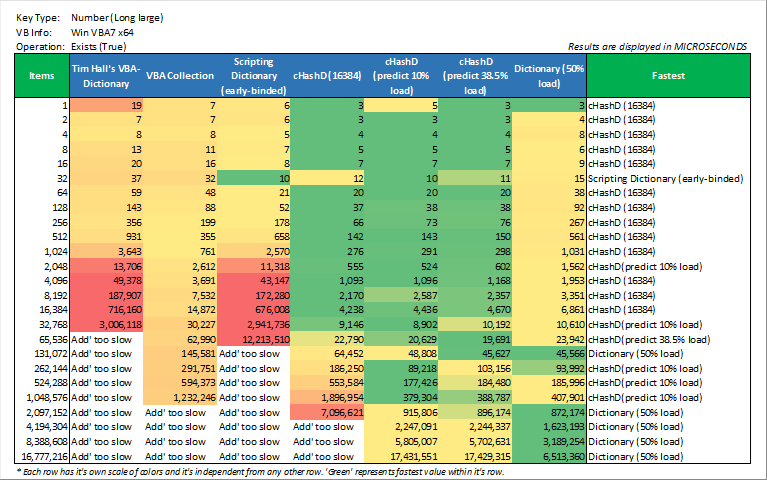 Key Type: Number (Long large)
VB Info: Win VBA7 x64
Operation: Exists (True) Results are displayed in MICROSECONDS
Items Tim Hall's VBA-Dictionary VBA Collection Scripting Dictionary (early-binded) cHashD (16384) cHashD (predict 10% load) cHashD (predict 38.5% load) Dictionary (50% load) Fastest
1 19 7 6 3 5 3 3 cHashD (16384)
2 7 7 6 3 3 3 4 cHashD (16384)
4 8 8 5 4 4 4 8 cHashD (16384)
8 13 11 7 5 5 5 6 cHashD (16384)
16 20 16 8 7 7 7 9 cHashD (16384)
32 37 32 10 12 10 11 15 Scripting Dictionary (early-binded)
64 59 48 21 20 20 20 38 cHashD (16384)
128 143 88 52 37 38 38 92 cHashD (16384)
256 356 199 178 66 73 76 267 cHashD (16384)
512 931 355 658 142 143 150 561 cHashD (16384)
1,024 3,643 761 2,570 276 291 298 1,031 cHashD (16384)
2,048 13,706 2,612 11,318 555 524 602 1,562 cHashD(predict 10% load)
4,096 49,378 3,691 43,147 1,093 1,096 1,168 1,953 cHashD (16384)
8,192 187,907 7,532 172,280 2,170 2,587 2,357 3,351 cHashD (16384)
16,384 716,160 14,872 676,008 4,238 4,436 4,670 6,861 cHashD (16384)
32,768 3,006,118 30,227 2,941,736 9,146 8,902 10,192 10,610 cHashD(predict 10% load)
65,536 Add' too slow 62,990 12,213,510 22,790 20,629 19,691 23,942 cHashD(predict 38.5% load)
131,072 Add' too slow 145,581 Add' too slow 64,452 48,808 45,627 45,566 Dictionary (50% load)
262,144 Add' too slow 291,751 Add' too slow 186,250 89,218 103,156 93,992 cHashD(predict 10% load)
524,288 Add' too slow 594,373 Add' too slow 553,584 177,426 184,480 185,996 cHashD(predict 10% load)
1,048,576 Add' too slow 1,232,246 Add' too slow 1,896,954 379,304 388,787 407,901 cHashD(predict 10% load)
2,097,152 Add' too slow Add' too slow Add' too slow 7,096,621 915,806 896,174 872,174 Dictionary (50% load)
4,194,304 Add' too slow Add' too slow Add' too slow Add' too slow 2,247,091 2,244,337 1,623,193 Dictionary (50% load)
8,388,608 Add' too slow Add' too slow Add' too slow Add' too slow 5,805,007 5,702,631 3,189,254 Dictionary (50% load)
16,777,216 Add' too slow Add' too slow Add' too slow Add' too slow 17,431,551 17,429,315 6,513,360 Dictionary (50% load)
* Each row has it's own scale of colors and it's independent from any other row. 'Green' represents fastest value within it's row.